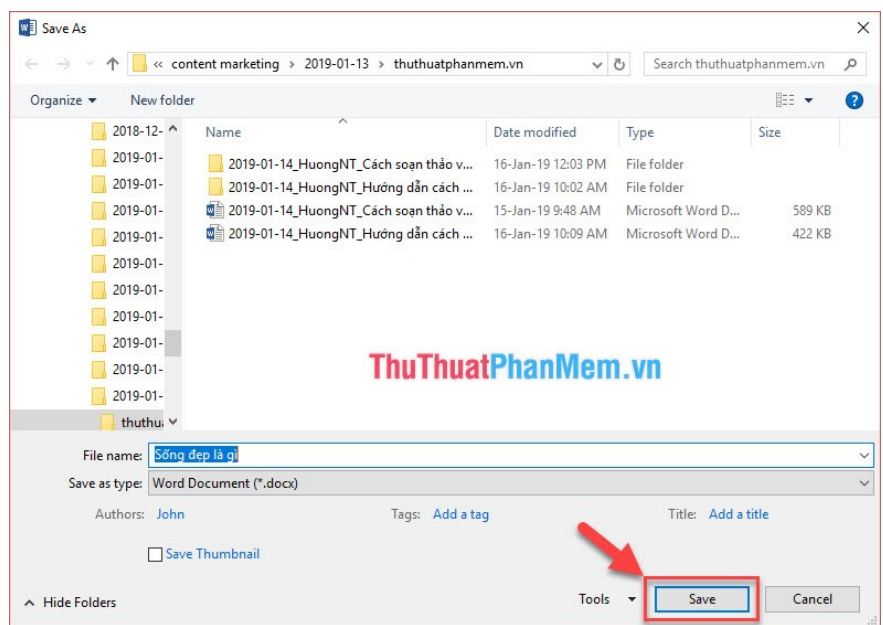 Save As
« content marketing > 2019-01-13 > thuthuatphanmem.vn
Search thuthuatphanmem.vn
Organize
New folder
Name Date modified Type Size
2018-12-
2019-01-
2019-01-
2019-01-
2019-01-
2019-01-
2019-01-
2019-01-
2019-01-
2019-01-
2019-01-
thuthu
2019-01-14_HuongNT_Cách soạn thảo v... 16-Jan-19 12:03 PM File folder
2019-01-14_HuongNT_Hướng dẫn cách ... 16-Jan-19 10:02 AM File folder
2019-01-14_HuongNT_Cách soạn thảo v... 15-Jan-19 9:48 AM Microsoft Word D... 589 KB
2019-01-14_HuongNT_Hướng dẫn cách ... 16-Jan-19 10:09 AM Microsoft Word D... 422 KB
ThuThuatPhanMem.vn
File name: Sống đẹp là gì
Save as type: Word Document (*.docx)
Authors: John Tags: Add a tag Title: Add a title
Save Thumbnail
Hide Folders Tools Save Cancel